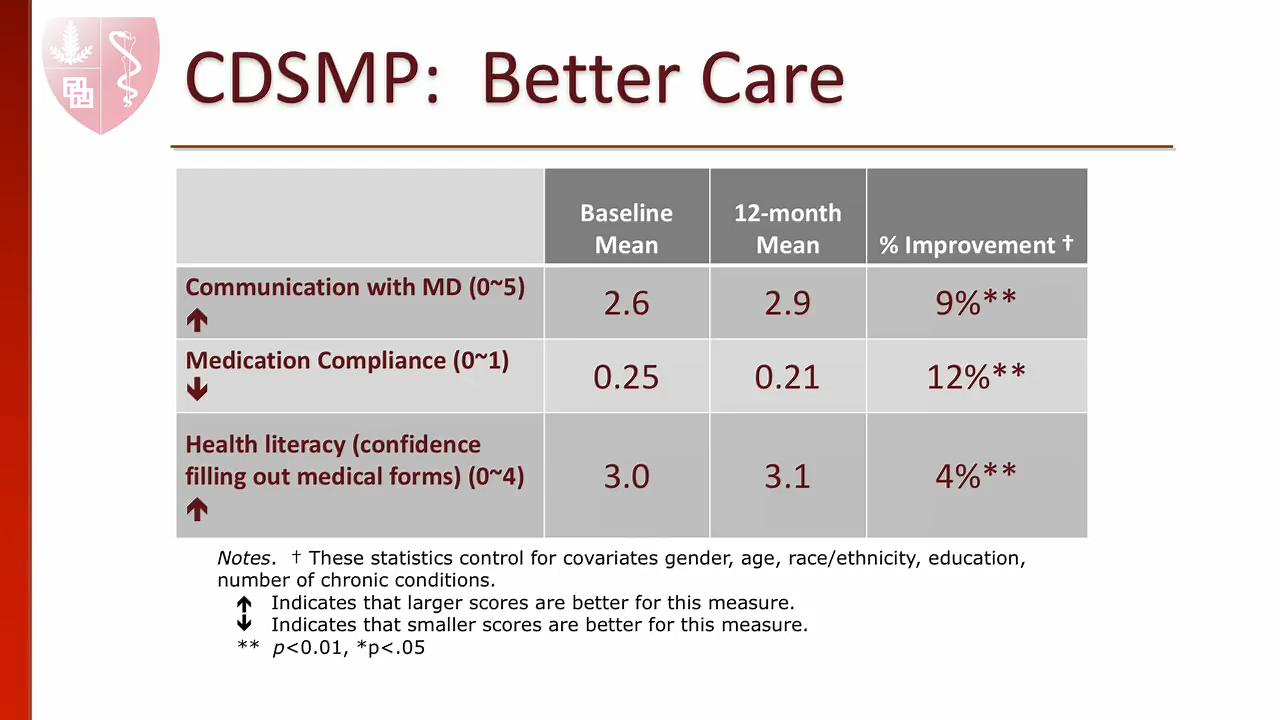 CDSMP: Better Care
Baseline
Mean
12-month
Mean
% Improvement †
Communication with MD (0~5)
🡹
2.6
2.9
9%**
Medication Compliance (0~1)
🡻
0.25
0.21
12%**
Health literacy (confidence
filling out medical forms) (0~4)
🡹
3.0
3.1
4%**
Notes. † These statistics control for covariates gender, age, race/ethnicity, education,
number of chronic conditions.
🡹 Indicates that larger scores are better for this measure.
🡻 Indicates that smaller scores are better for this measure.
** p<0.01, *p<.05